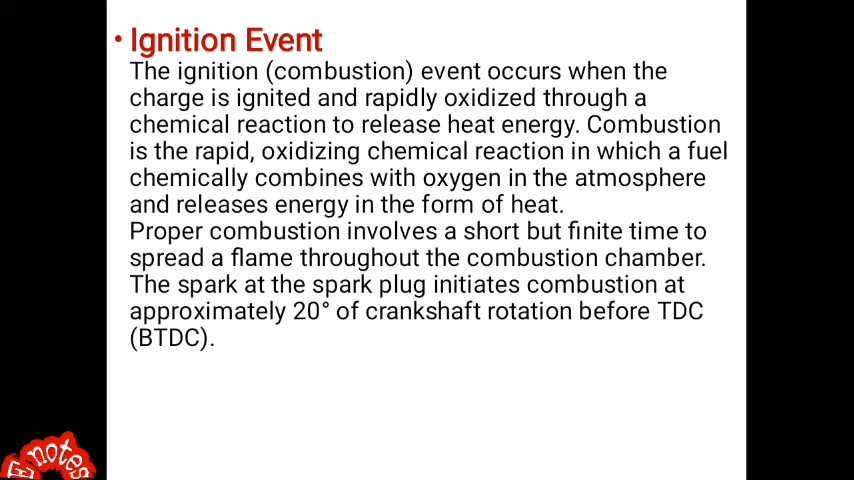 • Ignition Event
The ignition (combustion) event occurs when the
charge is ignited and rapidly oxidized through a
chemical reaction to release heat energy. Combustion
is the rapid, oxidizing chemical reaction in which a fuel
chemically combines with oxygen in the atmosphere
and releases energy in the form of heat.
Proper combustion involves a short but finite time to
spread a flame throughout the combustion chamber.
The spark at the spark plug initiates combustion at
approximately 20° of crankshaft rotation before TDC
(BTDC).
E notes